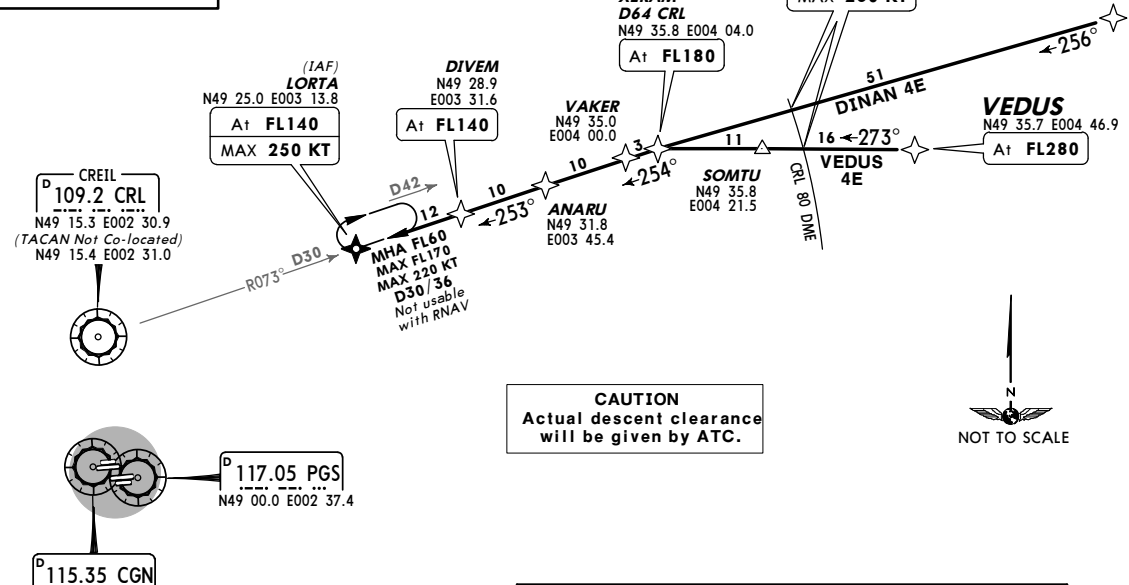 D64 CRL
N49 35.8 E004 04.0
At FL180
256°
51
DINAN 4E
(IAF)
LORTA
N49 25.0 E003 13.8
At FL140
MAX 250 KT
DIVEM
N49 28.9
E003 31.6
At FL140
VAKER
N49 35.0
E004 00.0
3
254°
11
16
273°
VEDUS
4E
VEDUS
N49 35.7 E004 46.9
At FL280
SOMTU
N49 35.8
E004 21.5
CRL 80 DME
10
10
ANARU
N49 31.8
E003 45.4
253°
12
D42
MHA FL60
MAX FL170
MAX 220 KT
D30/36
Not usable
with RNAV
R073°
D30
CREIL
D 109.2 CRL
N49 15.3 E002 30.9
(TACAN Not Co-located)
N49 15.4 E002 31.0
CAUTION
Actual descent clearance
will be given by ATC.
N
NOT TO SCALE
D 117.05 PGS
N49 00.0 E002 37.4
D 115.35 CGN